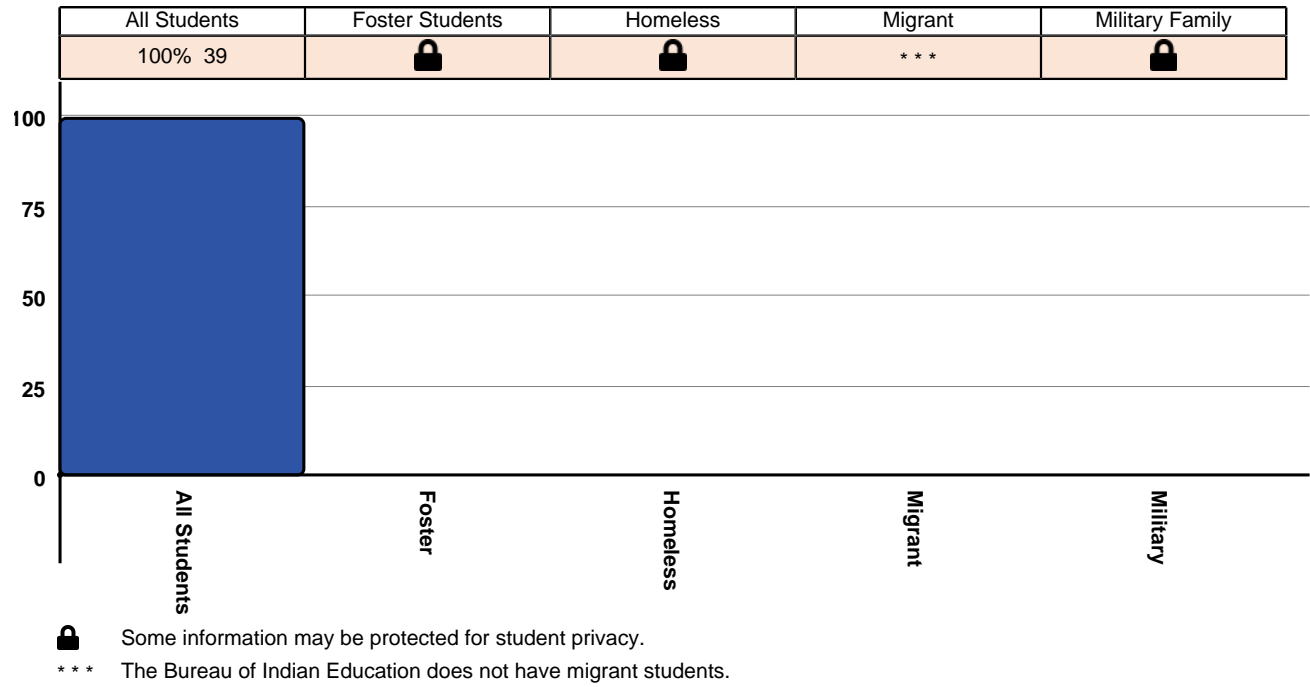 All Students Foster Students Homeless Migrant Military Family
100% 39 * * *
100
75
50
25
0
All Students
Foster
Homeless
Migrant
Military
Some information may be protected for student privacy.
* * * The Bureau of Indian Education does not have migrant students.